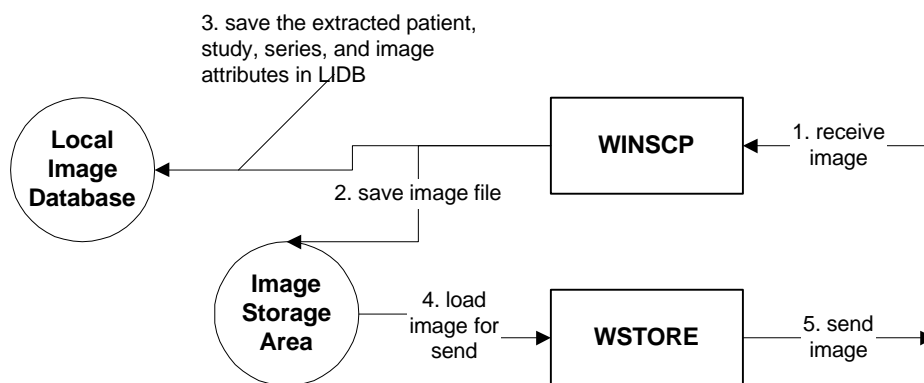 3. save the extracted patient,
study, series, and image
attributes in LIDB
Local
Image
Database
WINSCP
1. receive
image
2. save image file
Image
Storage
Area
4. load
image for
send
WSTORE
5. send
image